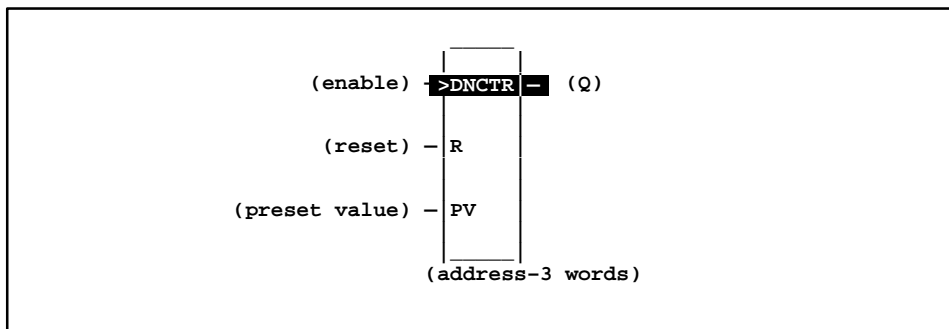 (enable) >DNCTR (Q)
(reset) R
(preset value) PV
(address-3 words)